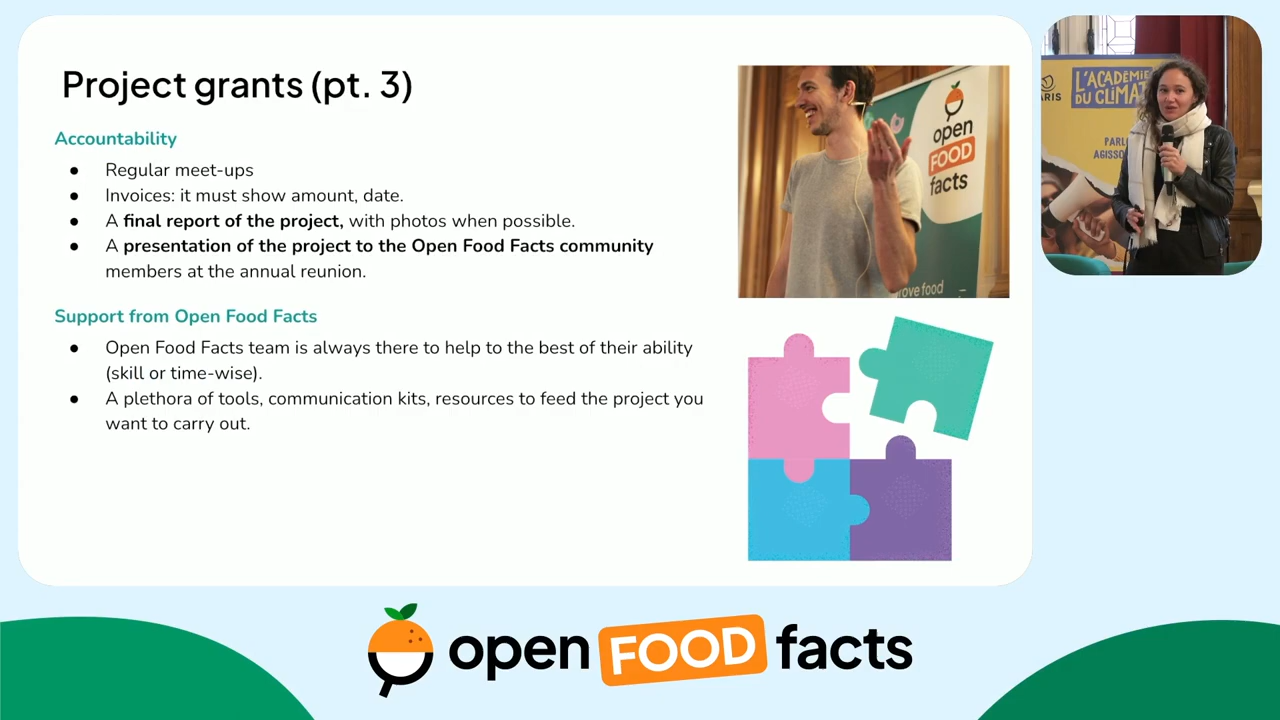 Project grants (pt. 3)
Accountability
● Regular meet-ups
● Invoices: it must show amount, date.
● A final report of the project, with photos when possible.
● A presentation of the project to the Open Food Facts community
members at the annual reunion.
Support from Open Food Facts
● Open Food Facts team is always there to help to the best of their ability
(skill or time-wise).
● A plethora of tools, communication kits, resources to feed the project you
want to carry out.
open
FOOD
facts
rove food
ARIS
L'ACADÉMIE
DU CLIMAT
PARL
AGISSO
open FOOD facts